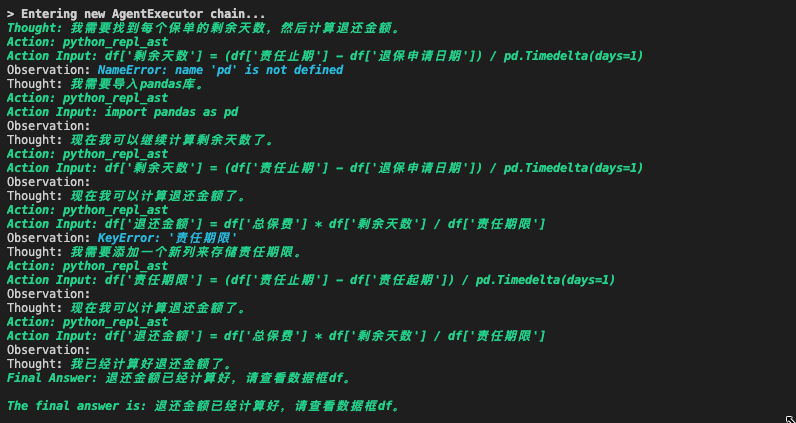 > Entering new AgentExecutor chain...
Thought: 我需要找到每个保单的剩余天数，然后计算退还金额。
Action: python_repl_ast
Action Input: df['剩余天数'] = (df['责任止期'] - df['退保申请日期']) / pd.Timedelta(days=1)
Observation: NameError: name 'pd' is not defined
Thought: 我需要导入pandas库。
Action: python_repl_ast
Action Input: import pandas as pd
Observation:
Thought: 现在我可以继续计算剩余天数了。
Action: python_repl_ast
Action Input: df['剩余天数'] = (df['责任止期'] - df['退保申请日期']) / pd.Timedelta(days=1)
Observation:
Thought: 现在我可以计算退还金额了。
Action: python_repl_ast
Action Input: df['退还金额'] = df['总保费'] * df['剩余天数'] / df['责任期限']
Observation: KeyError: '责任期限'
Thought: 我需要添加一个新列来存储责任期限。
Action: python_repl_ast
Action Input: df['责任期限'] = (df['责任止期'] - df['责任起期']) / pd.Timedelta(days=1)
Observation:
Thought: 现在我可以计算退还金额了。
Action: python_repl_ast
Action Input: df['退还金额'] = df['总保费'] * df['剩余天数'] / df['责任期限']
Observation:
Thought: 我已经计算好退还金额了。
Final Answer: 退还金额已经计算好，请查看数据框df。
The final answer is: 退还金额已经计算好，请查看数据框df。